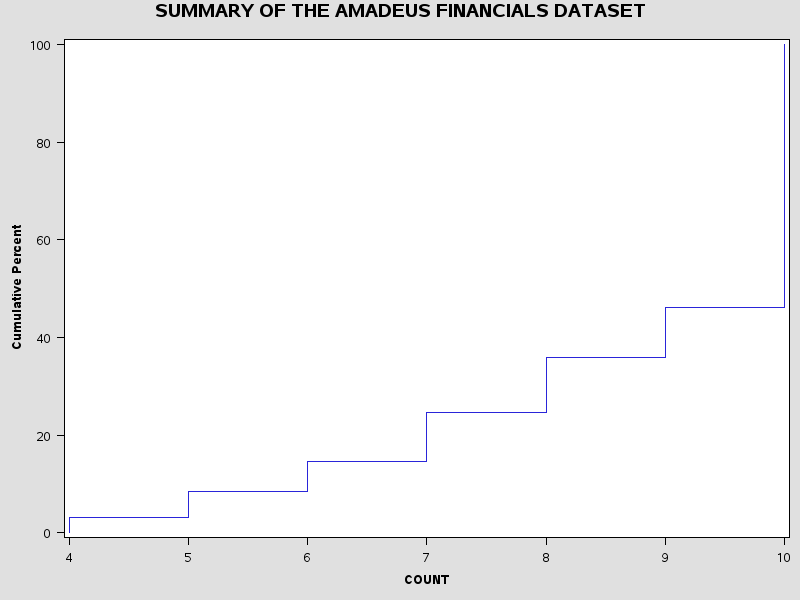 SUMMARY OF THE AMADEUS FINANCIALS DATASET
100
80
60
40
20
0
Cumulative Percent
4 5 6 7 8 9 10
COUNT